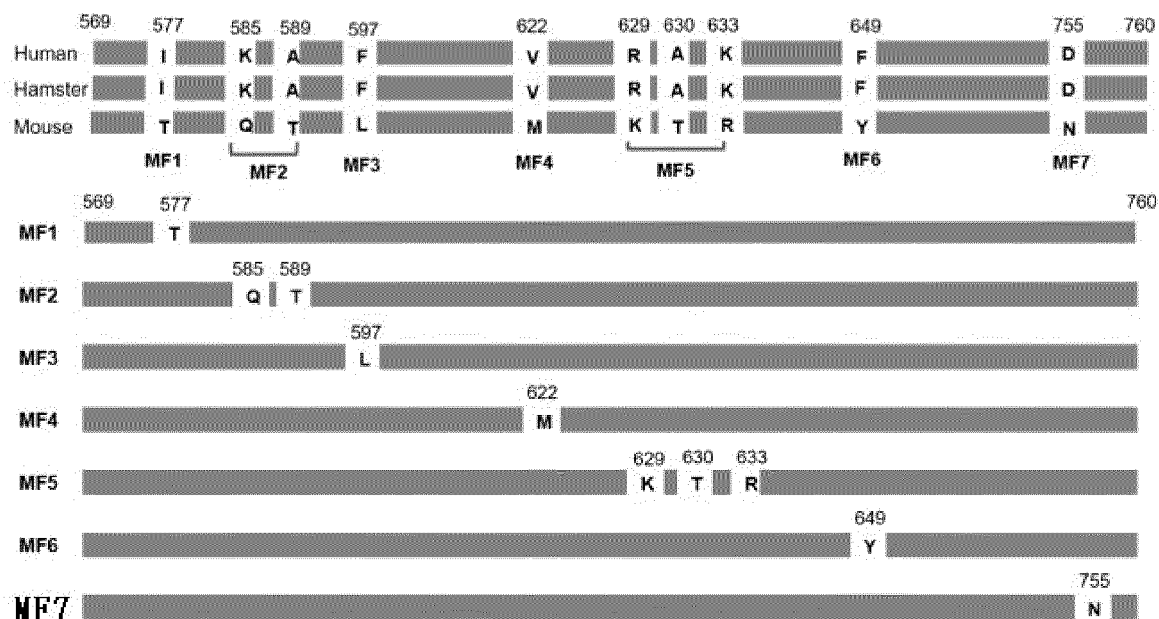 569 577 585 589 597 622 629 630 633 649 755 760
Human I K A F V R A K F D
Hamster I K A F V R A K F D
Mouse T Q T L M K T R Y N
MF1 MF2 MF3 MF4 MF5 MF6 MF7
569 577 760
MF1 T
585 589
MF2 Q T
597
MF3 L
622
MF4 M
629 630 633
MF5 K T R
649
MF6 Y
755
MF7 N